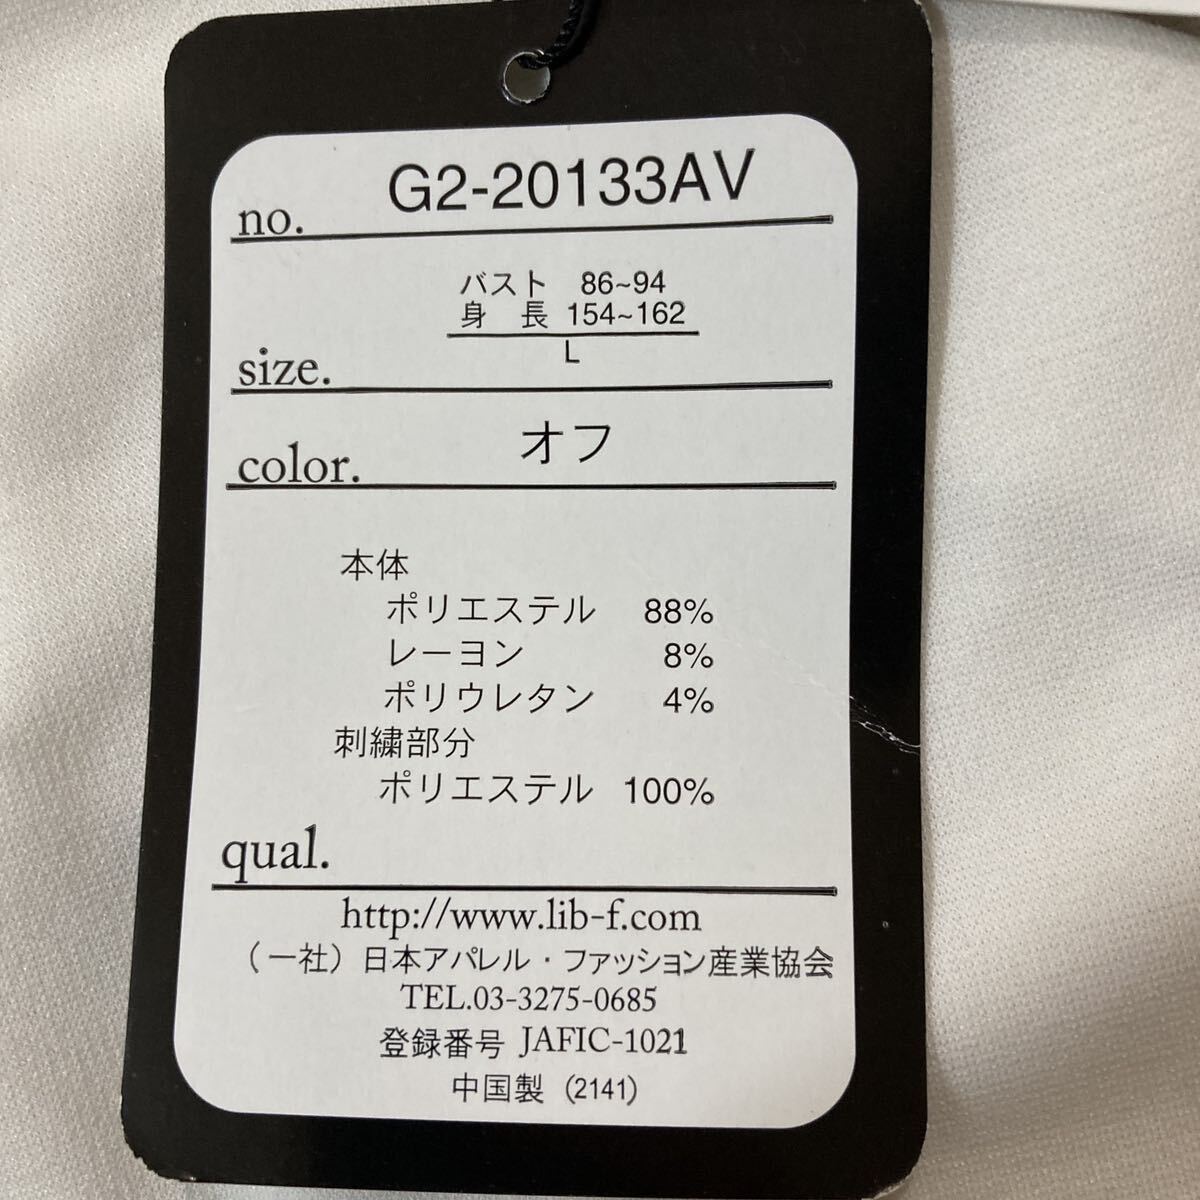 no. G2-20133AV
バスト 86~94
身 長 154~162
size. L
color. オフ
本体
ポリエステル 88%
レーヨン 8%
ポリウレタン 4%
刺繍部分
ポリエステル 100%
qual.
http://www.lib-f.com
（一社）日本アパレル・ファッション産業協会
TEL.03-3275-0685
登録番号 JAFIC-1021
中国製 (2141)